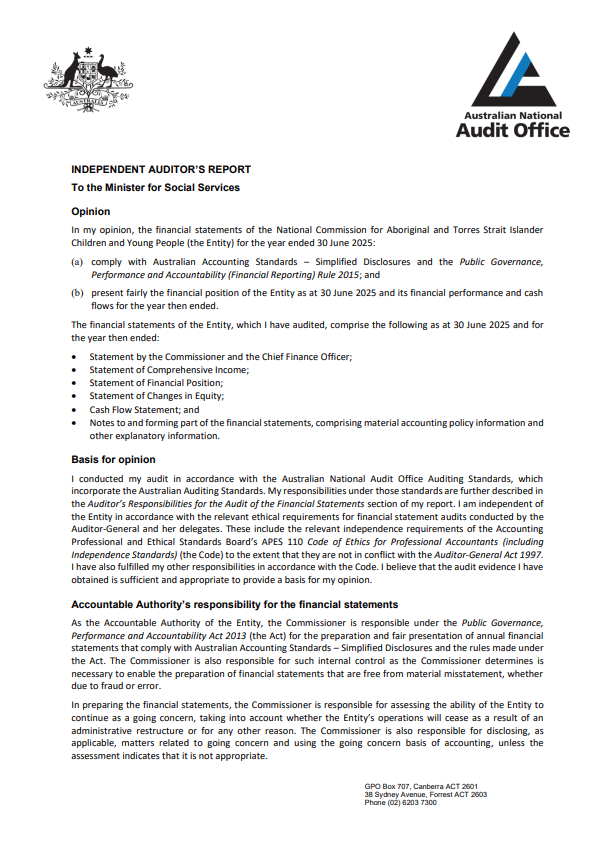 AUSTRALIA
Australian National
Audit Office
INDEPENDENT AUDITOR'S REPORT
To the Minister for Social Services
Opinion
In my opinion, the financial statements of the National Commission for Aboriginal and Torres Strait Islander
Children and Young People (the Entity) for the year ended 30 June 2025:
(a) comply with Australian Accounting Standards – Simplified Disclosures and the Public Governance,
Performance and Accountability (Financial Reporting) Rule 2015; and
(b) present fairly the financial position of the Entity as at 30 June 2025 and its financial performance and cash
flows for the year then ended.
The financial statements of the Entity, which I have audited, comprise the following as at 30 June 2025 and for
the year then ended:
• Statement by the Commissioner and the Chief Finance Officer;
• Statement of Comprehensive Income;
• Statement of Financial Position;
• Statement of Changes in Equity;
• Cash Flow Statement; and
• Notes to and forming part of the financial statements, comprising material accounting policy information and
other explanatory information.
Basis for opinion
I conducted my audit in accordance with the Australian National Audit Office Auditing Standards, which
incorporate the Australian Auditing Standards. My responsibilities under those standards are further described in
the Auditor's Responsibilities for the Audit of the Financial Statements section of my report. I am independent of
the Entity in accordance with the relevant ethical requirements for financial statement audits conducted by the
Auditor-General and her delegates. These include the relevant independence requirements of the Accounting
Professional and Ethical Standards Board's APES 110 Code of Ethics for Professional Accountants (including
Independence Standards) (the Code) to the extent that they are not in conflict with the Auditor-General Act 1997.
I have also fulfilled my other responsibilities in accordance with the Code. I believe that the audit evidence I have
obtained is sufficient and appropriate to provide a basis for my opinion.
Accountable Authority's responsibility for the financial statements
As the Accountable Authority of the Entity, the Commissioner is responsible under the Public Governance,
Performance and Accountability Act 2013 (the Act) for the preparation and fair presentation of annual financial
statements that comply with Australian Accounting Standards – Simplified Disclosures and the rules made under
the Act. The Commissioner is also responsible for such internal control as the Commissioner determines is
necessary to enable the preparation of financial statements that are free from material misstatement, whether
due to fraud or error.
In preparing the financial statements, the Commissioner is responsible for assessing the ability of the Entity to
continue as a going concern, taking into account whether the Entity's operations will cease as a result of an
administrative restructure or for any other reason. The Commissioner is also responsible for disclosing, as
applicable, matters related to going concern and using the going concern basis of accounting, unless the
assessment indicates that it is not appropriate.
GPO Box 707, Canberra ACT 2601
38 Sydney Avenue, Forrest ACT 2603
Phone (02) 6203 7300